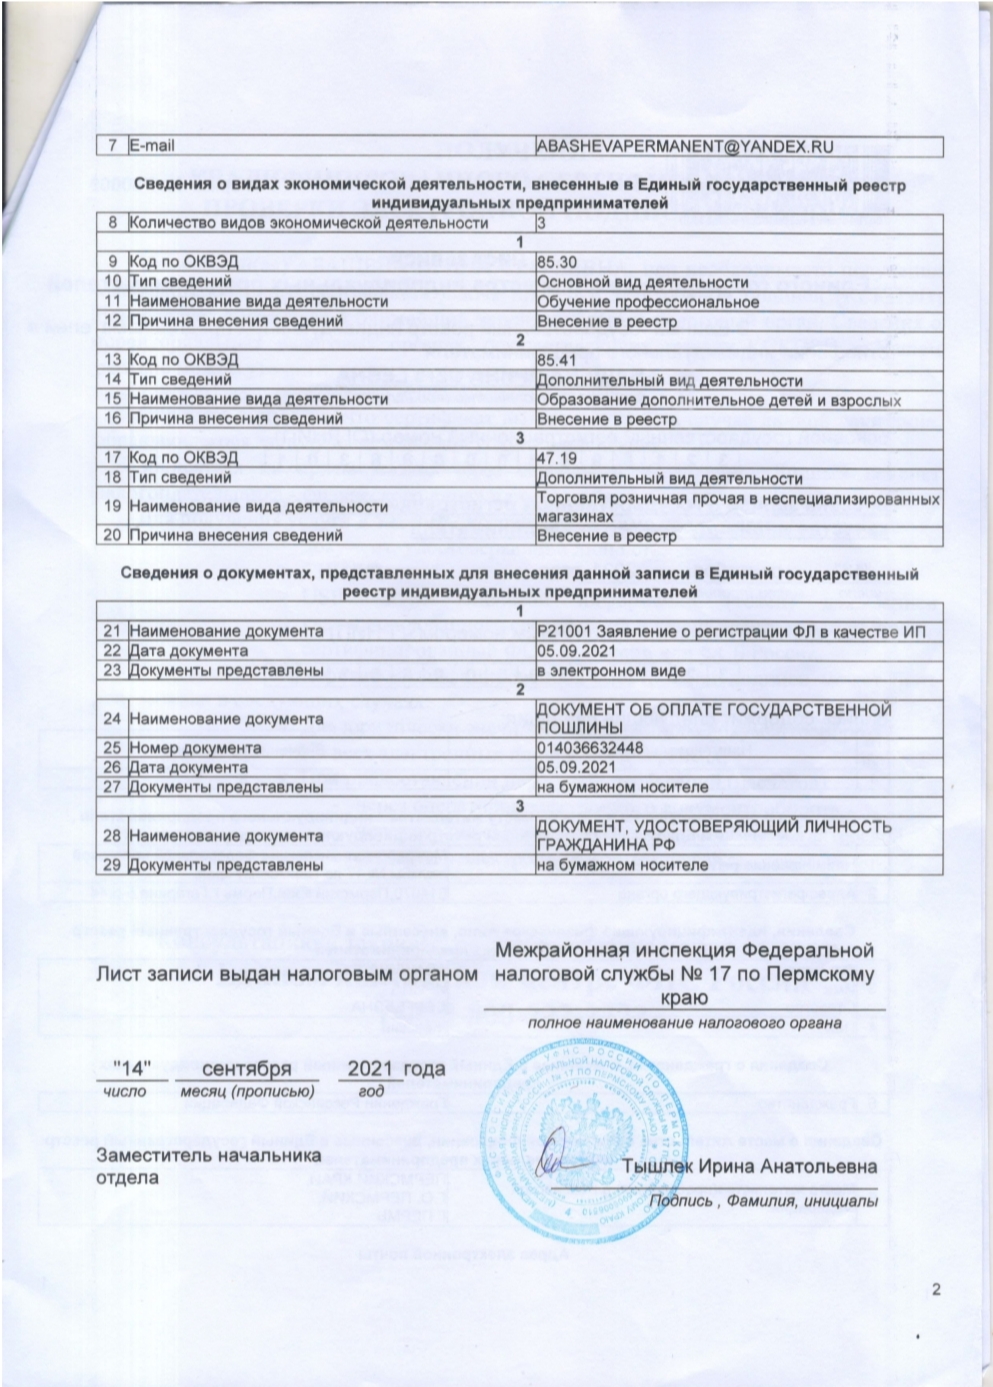 7 E-mail ABASHEVAPERMANENT@YANDEX.RU
Сведения о видах экономической деятельности, внесенные в Единый государственный реестр
индивидуальных предпринимателей
8 Количество видов экономической деятельности 3
1
9 Код по ОКВЭД 85.30
10 Тип сведений Основной вид деятельности
11 Наименование вида деятельности Обучение профессиональное
12 Причина внесения сведений Внесение в реестр
2
13 Код по ОКВЭД 85.41
14 Тип сведений Дополнительный вид деятельности
15 Наименование вида деятельности Образование дополнительное детей и взрослых
16 Причина внесения сведений Внесение в реестр
3
17 Код по ОКВЭД 47.19
18 Тип сведений Дополнительный вид деятельности
19 Наименование вида деятельности Торговля розничная прочая в неспециализированных
магазинах
20 Причина внесения сведений Внесение в реестр
Сведения о документах, представленных для внесения данной записи в Единый государственный
реестр индивидуальных предпринимателей
1
21 Наименование документа Р21001 Заявление о регистрации ФЛ в качестве ИП
22 Дата документа 05.09.2021
23 Документы представлены в электронном виде
2
24 Наименование документа ДОКУМЕНТ ОБ ОПЛАТЕ ГОСУДАРСТВЕННОЙ
ПОШЛИНЫ
25 Номер документа 014036632448
26 Дата документа 05.09.2021
27 Документы представлены на бумажном носителе
3
28 Наименование документа ДОКУМЕНТ, УДОСТОВЕРЯЮЩИЙ ЛИЧНОСТЬ
ГРАЖДАНИНА РФ
29 Документы представлены на бумажном носителе
Лист записи выдан налоговым органом
Межрайонная инспекция Федеральной
налоговой службы № 17 по Пермскому
краю
полное наименование налогового органа
"14" сентября 2021 года
число месяц (прописью) год
Заместитель начальника
отдела
Тышлек Ирина Анатольевна
Подпись , Фамилия, инициалы
2